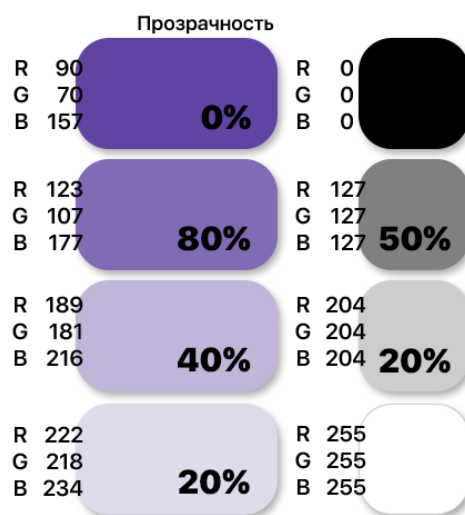 Прозрачность
R 90
G 70
B 157
0%
R 0
G 0
B 0
R 123
G 107
B 177
80%
R 127
G 127
B 127
50%
R 189
G 181
B 216
40%
R 204
G 204
B 204
20%
R 222
G 218
B 234
20%
R 255
G 255
B 255